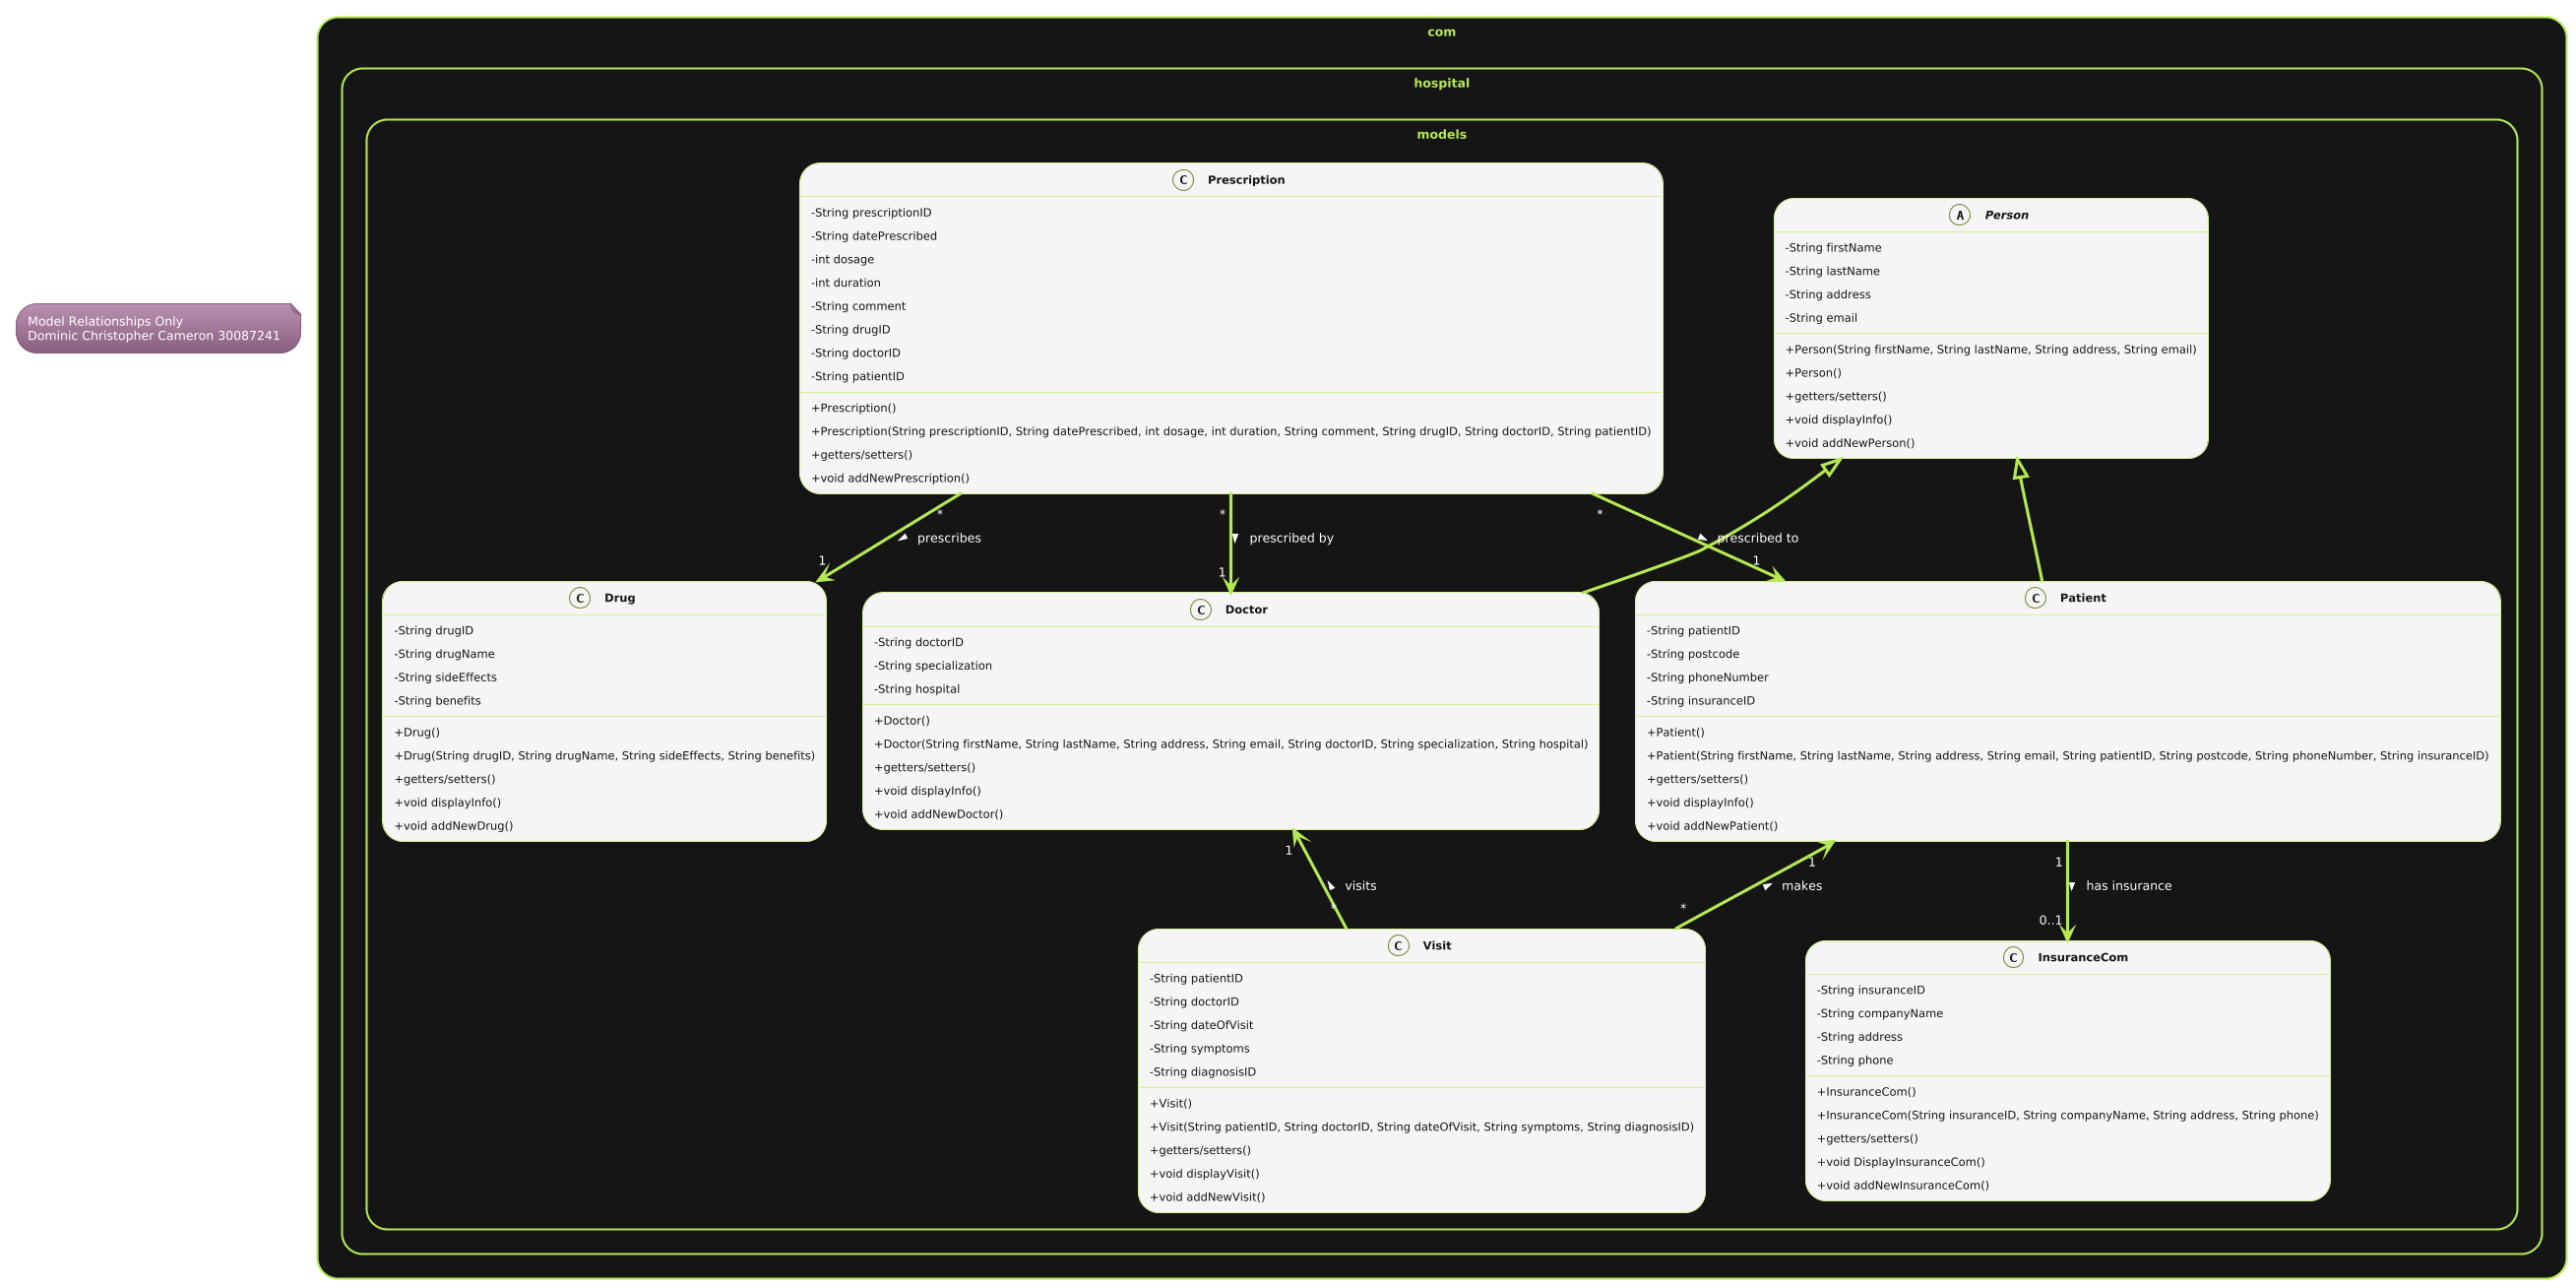 com
hospital
models
Model Relationships Only
Dominic Christopher Cameron 30087241
C Prescription
-String prescriptionID
-String datePrescribed
-int dosage
-int duration
-String comment
-String drugID
-String doctorID
-String patientID
+Prescription()
+Prescription(String prescriptionID, String datePrescribed, int dosage, int duration, String comment, String drugID, String doctorID, String patientID)
+getters/setters()
+void addNewPrescription()
A Person
-String firstName
-String lastName
-String address
-String email
+Person(String firstName, String lastName, String address, String email)
+Person()
+getters/setters()
+void displayInfo()
+void addNewPerson()
*
prescribes
1
*
prescribed by
1
*
prescribed to
1
C Drug
-String drugID
-String drugName
-String sideEffects
-String benefits
+Drug()
+Drug(String drugID, String drugName, String sideEffects, String benefits)
+getters/setters()
+void displayInfo()
+void addNewDrug()
C Doctor
-String doctorID
-String specialization
-String hospital
+Doctor()
+Doctor(String firstName, String lastName, String address, String email, String doctorID, String specialization, String hospital)
+getters/setters()
+void displayInfo()
+void addNewDoctor()
C Patient
-String patientID
-String postcode
-String phoneNumber
-String insuranceID
+Patient()
+Patient(String firstName, String lastName, String address, String email, String patientID, String postcode, String phoneNumber, String insuranceID)
+getters/setters()
+void displayInfo()
+void addNewPatient()
1
visits
*
1
makes
*
1
has insurance
0..1
C Visit
-String patientID
-String doctorID
-String dateOfVisit
-String symptoms
-String diagnosisID
+Visit()
+Visit(String patientID, String doctorID, String dateOfVisit, String symptoms, String diagnosisID)
+getters/setters()
+void displayVisit()
+void addNewVisit()
C InsuranceCom
-String insuranceID
-String companyName
-String address
-String phone
+InsuranceCom()
+InsuranceCom(String insuranceID, String companyName, String address, String phone)
+getters/setters()
+void DisplayInsuranceCom()
+void addNewInsuranceCom()